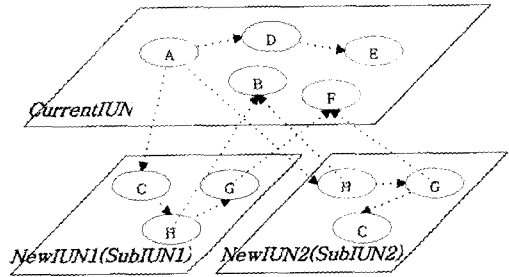 D
A
E
B
F
CurrentIUN
C
G
H
H
G
C
NewIUN1(SubIUN1)
NewIUN2(SubIUN2)